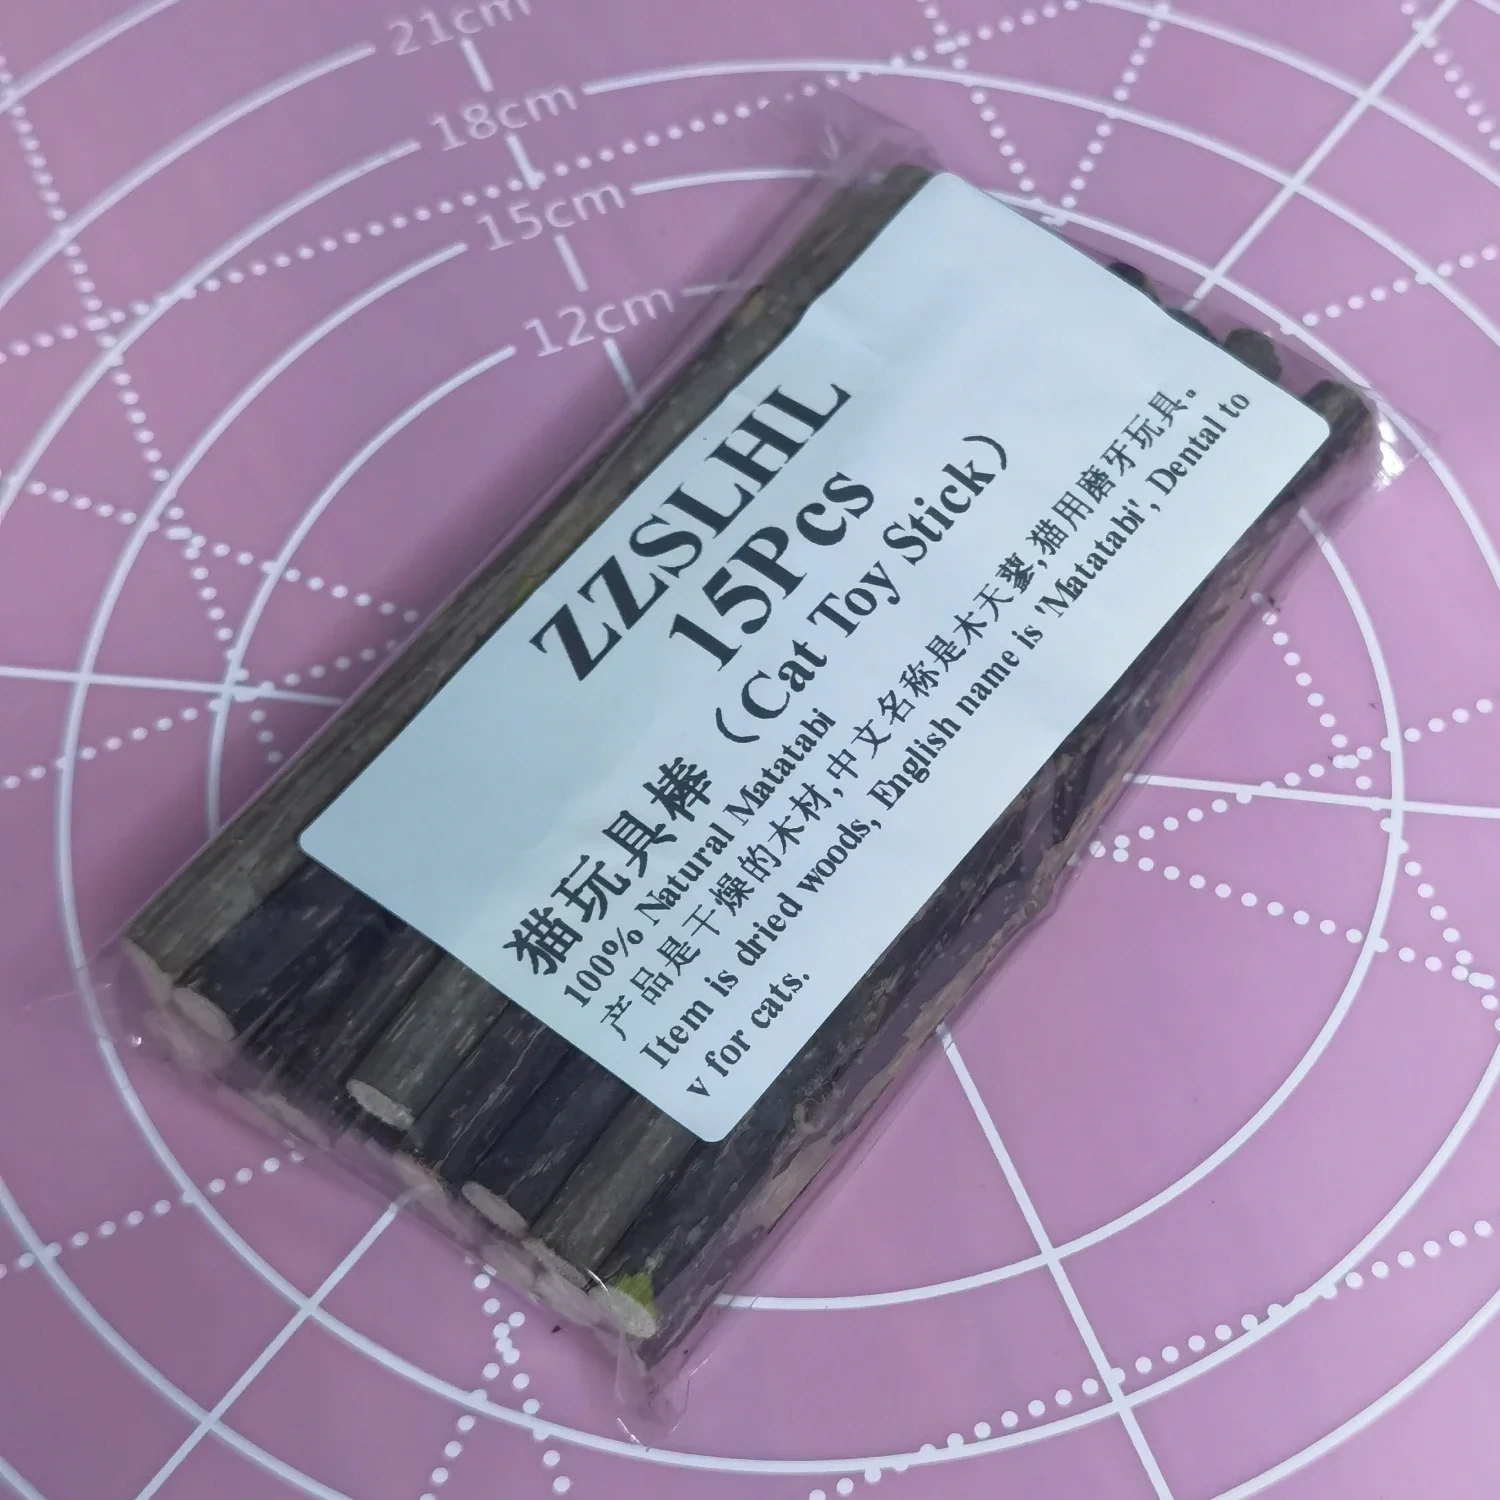 21cm
18cm
15cm
12cm
ZZSLHL
15Pcs
猫玩具棒（Cat Toy Stick）
100% Natural Matatabi
产品是干燥的木材,中文名称是木天蓼,猫用磨牙玩具。
Item is dried woods, English name is 'Matatabi', Dental to
v for cats.